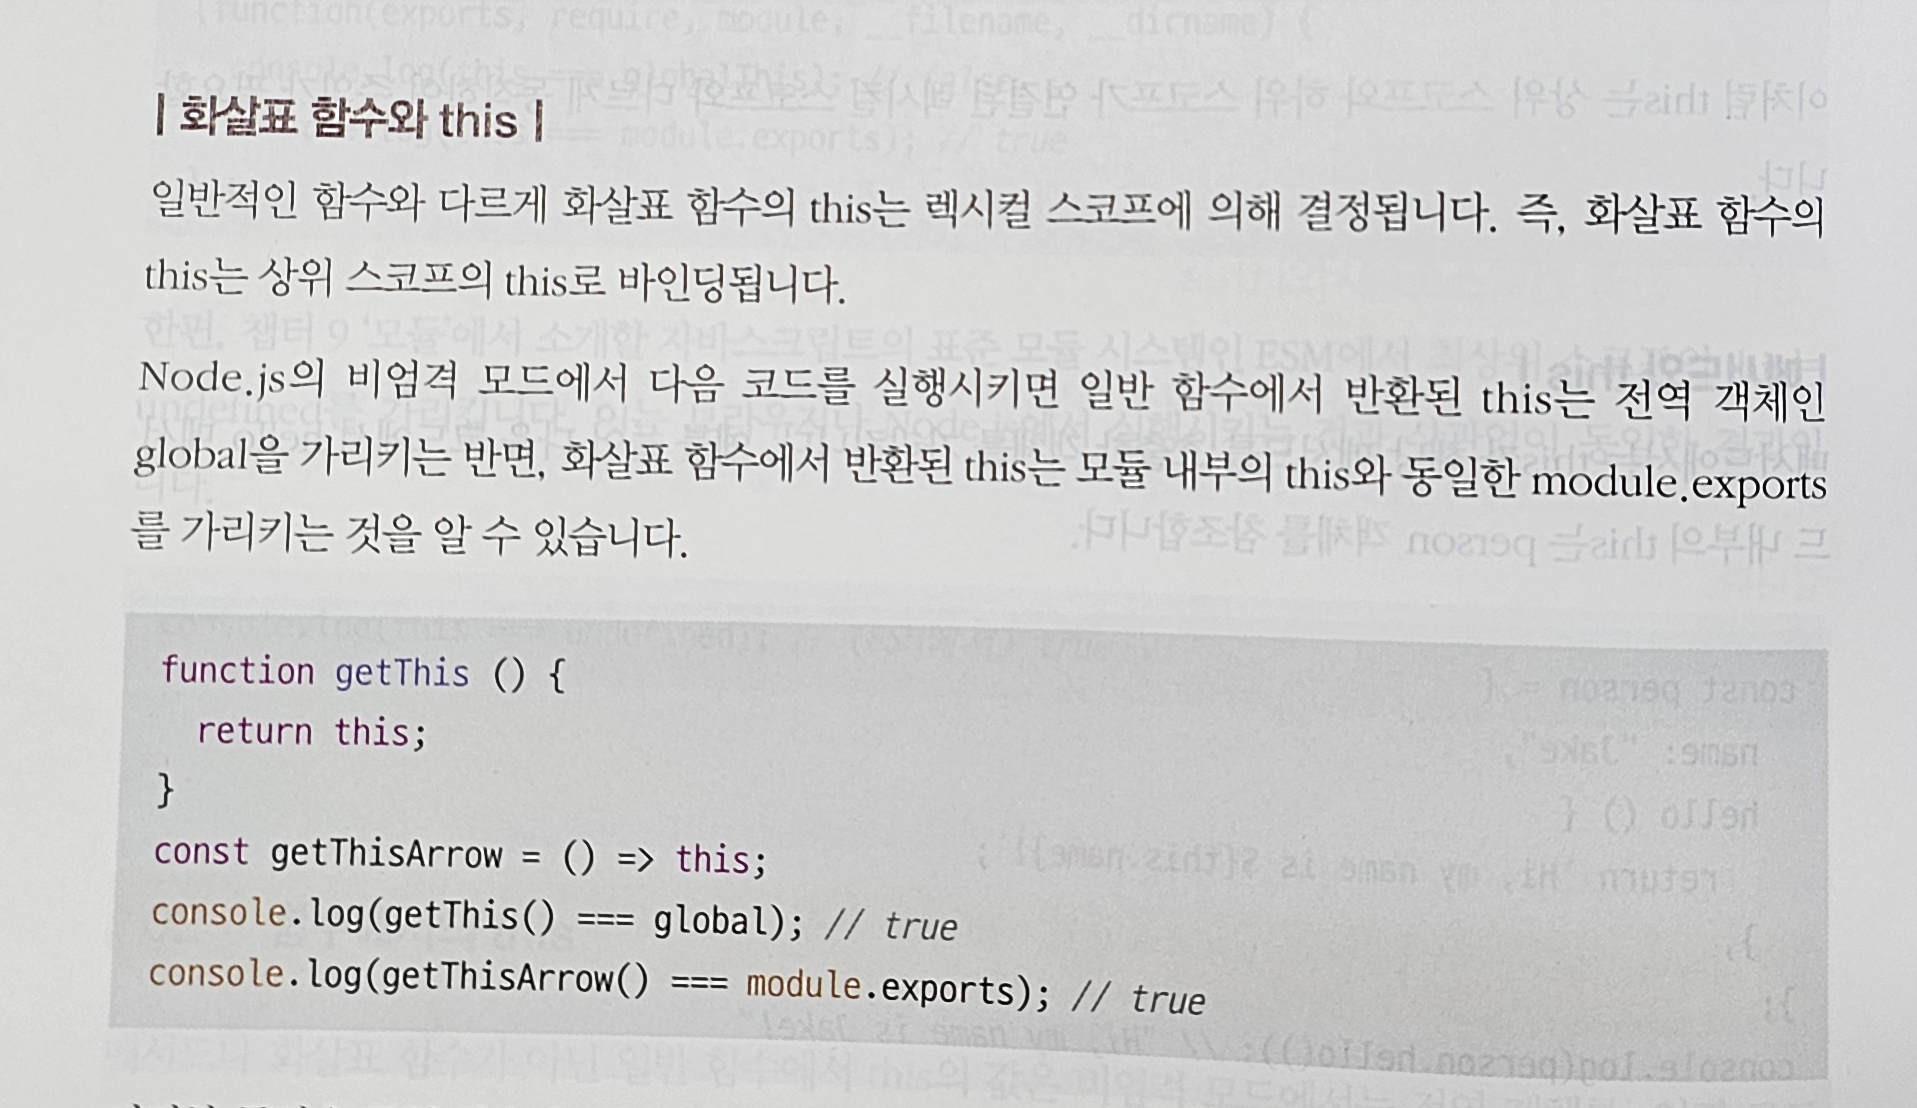 | 화살표 함수와 this |
일반적인 함수와 다르게 화살표 함수의 this는 렉시컬 스코프에 의해 결정됩니다. 즉, 화살표 함수의
this는 상위 스코프의 this로 바인딩됩니다.
Node.js의 비엄격 모드에서 다음 코드를 실행시키면 일반 함수에서 반환된 this는 전역 객체인
global을 가리키는 반면, 화살표 함수에서 반환된 this는 모듈 내부의 this와 동일한 module.exports
를 가리키는 것을 알 수 있습니다.
function getThis () {
  return this;
}
const getThisArrow = () => this;
console.log(getThis() === global); // true
console.log(getThisArrow() === module.exports); // true